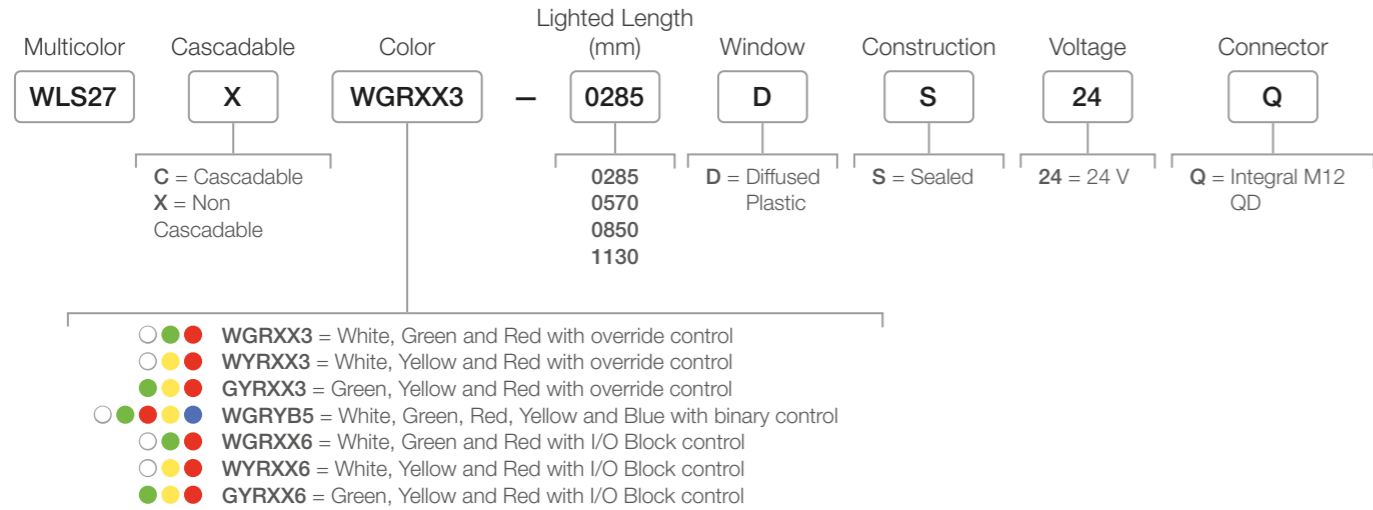 Multicolor Cascadable Color Lighted Length (mm) Window Construction Voltage Connector
WLS27 X WGRXX3 – 0285 D S 24 Q
C = Cascadable
X = Non
Cascadable
0285
0570
0850
1130
D = Diffused
Plastic
S = Sealed
24 = 24 V
Q = Integral M12
QD
WGRXX3 = White, Green and Red with override control
WYRXX3 = White, Yellow and Red with override control
GYRXX3 = Green, Yellow and Red with override control
WGRYB5 = White, Green, Red, Yellow and Blue with binary control
WGRXX6 = White, Green and Red with I/O Block control
WYRXX6 = White, Yellow and Red with I/O Block control
GYRXX6 = Green, Yellow and Red with I/O Block control